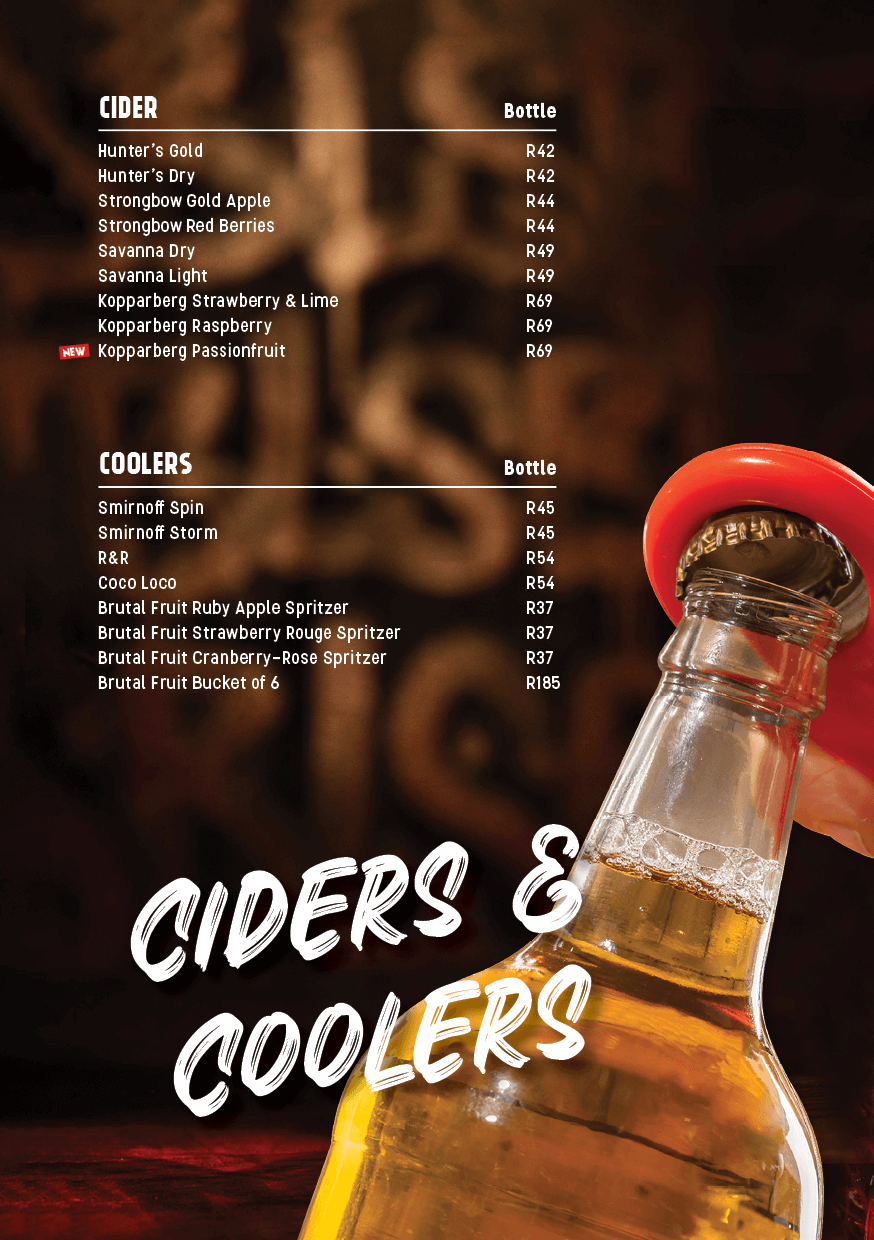 CIDER Bottle
Hunter's Gold R42
Hunter's Dry R42
Strongbow Gold Apple R44
Strongbow Red Berries R44
Savanna Dry R49
Savanna Light R49
Kopparberg Strawberry & Lime R69
Kopparberg Raspberry R69
NEW Kopparberg Passionfruit R69
COOLERS Bottle
Smirnoff Spin R45
Smirnoff Storm R45
R&R R54
Coco Loco R54
Brutal Fruit Ruby Apple Spritzer R37
Brutal Fruit Strawberry Rouge Spritzer R37
Brutal Fruit Cranberry-Rose Spritzer R37
Brutal Fruit Bucket of 6 R185
CIDERS &
COOLERS